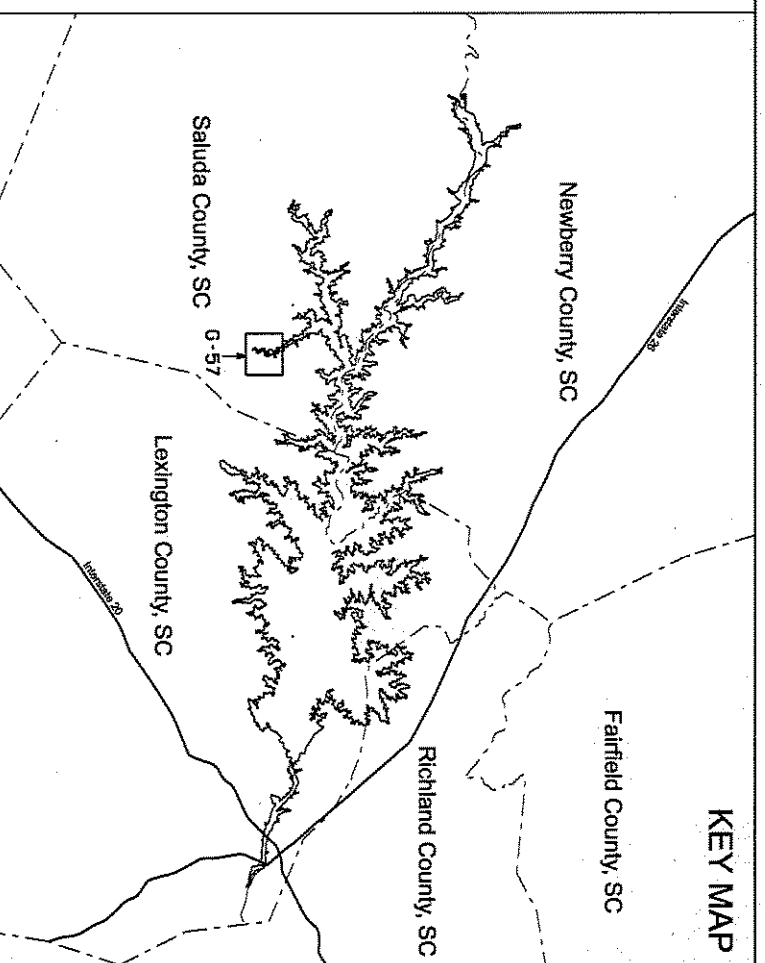 KEY MAP
Fairfield County, SC
Newberry County, SC
Interstate 26
Richland County, SC
Saluda County, SC
G-57
Lexington County, SC
Interstate 20